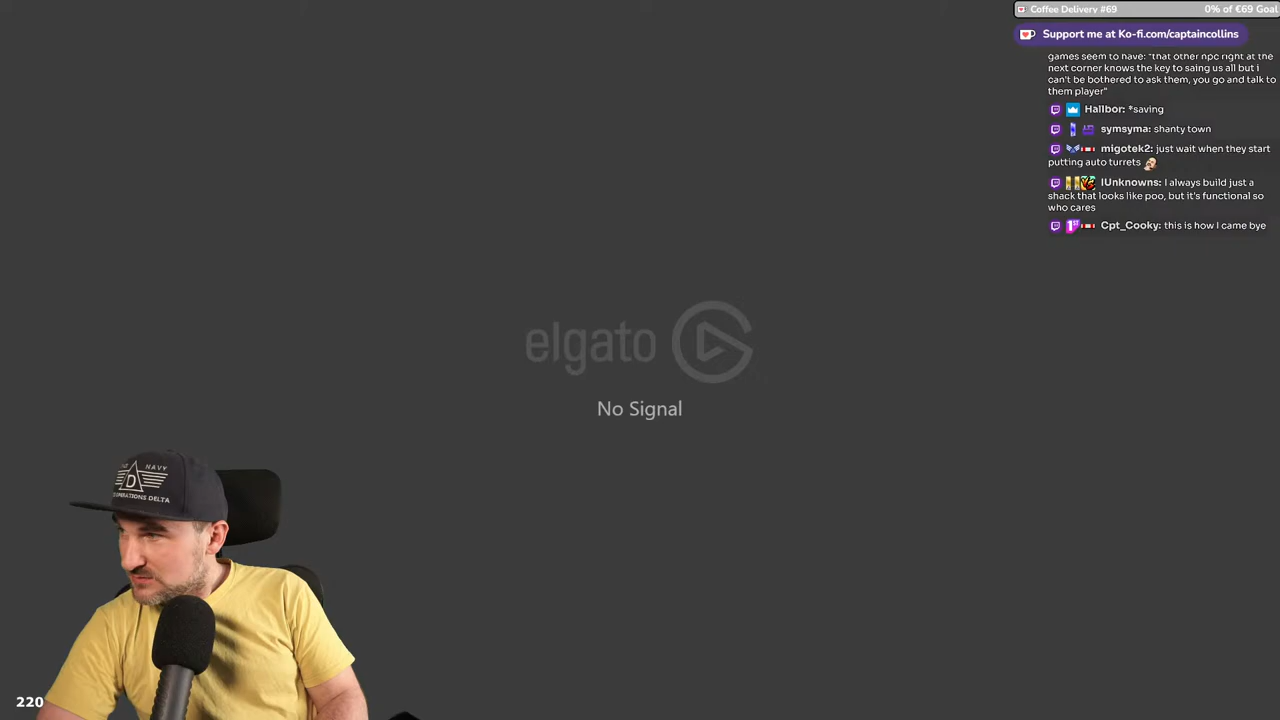 Coffee Delivery #69
0% of €69 Goal
Support me at Ko-fi.com/captaincollins
games seem to have: "that other npc right at the
next corner knows the key to saing us all but i
can't be bothered to ask them, you go and talk to
them player"
Hallbor: *saving
symsyma: shanty town
migotek2: just wait when they start
putting auto turrets
IUnknowns: I always build just a
shack that looks like poo, but it's functional so
who cares
Cpt_Cooky: this is how I came bye
elgato
No Signal
NAVY
D
OPERATIONS DELTA
220